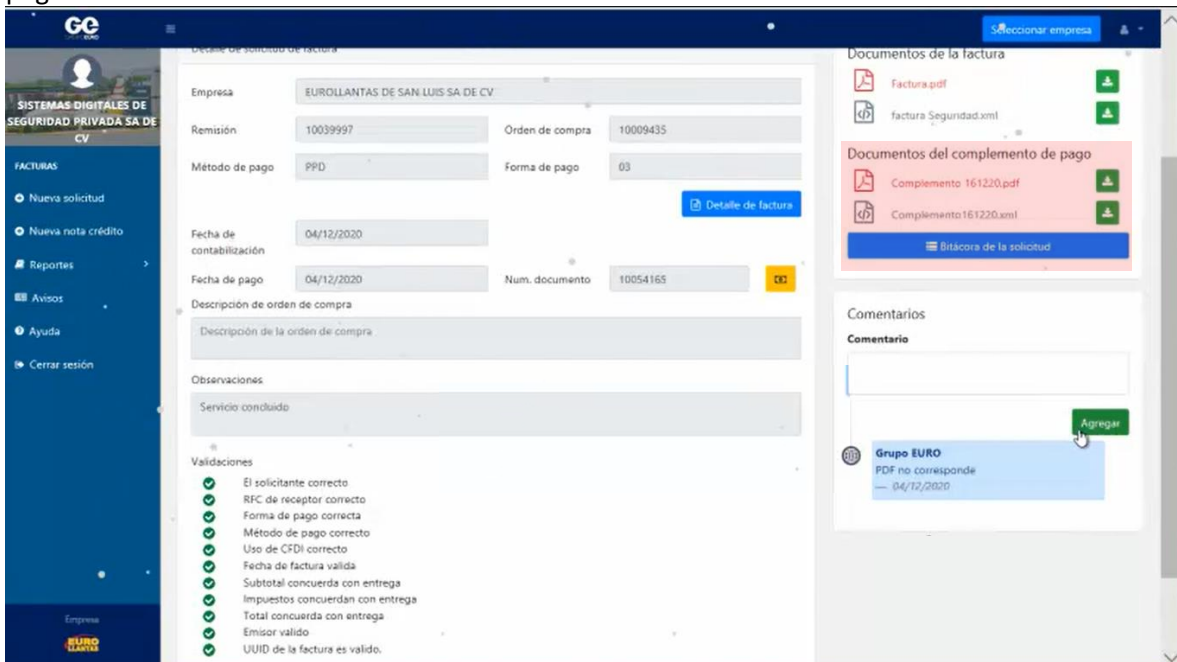 GE
Seleccionar empresa
SISTEMAS DIGITALES DE
SEGURIDAD PRIVADA SA DE
CV
FACTURAS
Nueva solicitud
Nueva nota crédito
Reportes
Avisos
Ayuda
Cerrar sesión
Empresa
EURO
LLANTAS
Detalle de solicitud de factura
Empresa EUROLLANTAS DE SAN LUIS SA DE CV
Remisión 10039997 Orden de compra 10009435
Método de pago PPD Forma de pago 03
Detalle de factura
Fecha de
contabilización 04/12/2020
Fecha de pago 04/12/2020 Num. documento 10054165
Descripción de orden de compra
Descripción de la orden de compra
Observaciones
Servicio concluido
Validaciones
El solicitante correcto
RFC de receptor correcto
Forma de pago correcta
Método de pago correcto
Uso de CFDI correcto
Fecha de factura valida
Subtotal concuerda con entrega
Impuestos concuerdan con entrega
Total concuerda con entrega
Emisor valido
UUID de la factura es valido.
Documentos de la factura
Factura.pdf
factura Seguridad.xml
Documentos del complemento de pago
Complemento 161220.pdf
Complemento161220.xml
Bitácora de la solicitud
Comentarios
Comentario
Agregar
Grupo EURO
PDF no corresponde
— 04/12/2020